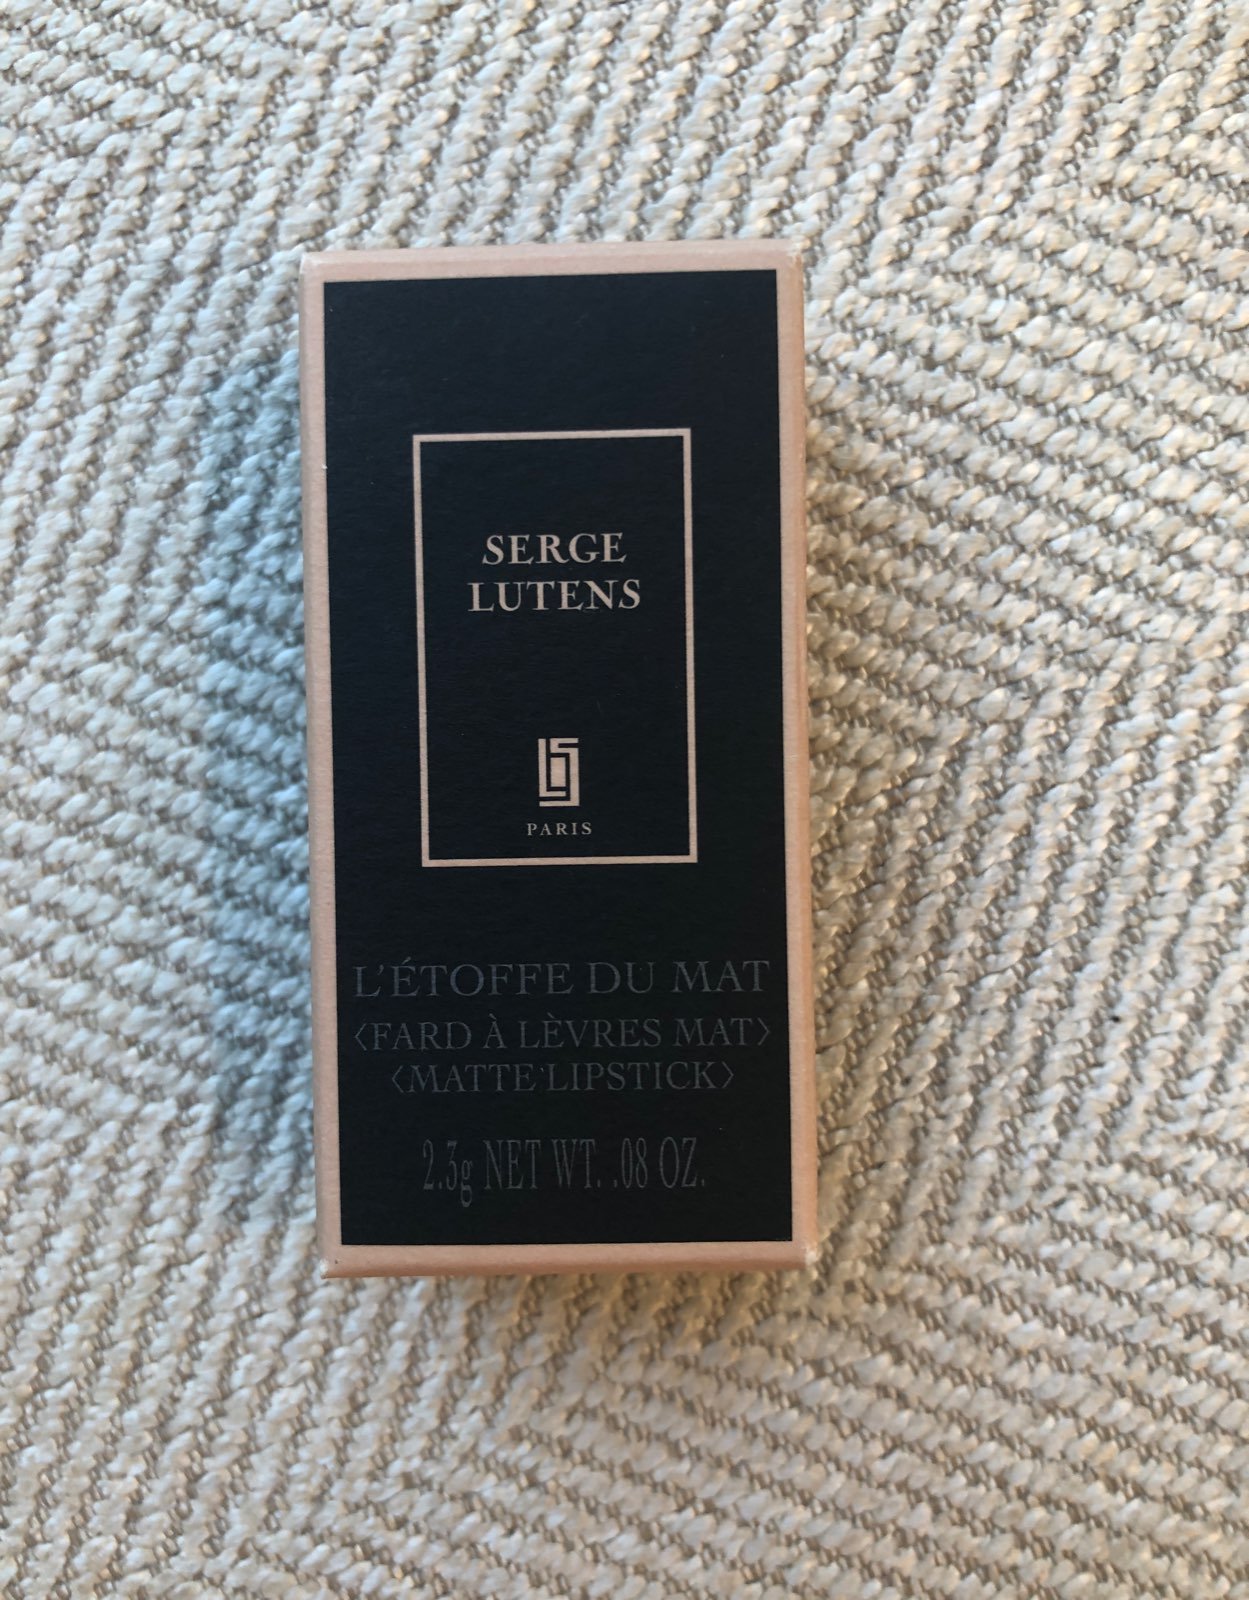 SERGE
LUTENS
PARIS
L'ÉTOFFE DU MAT
<FARD À LÈVRES MAT>
<MATTE LIPSTICK>
2.3g NET WT. .08 OZ.